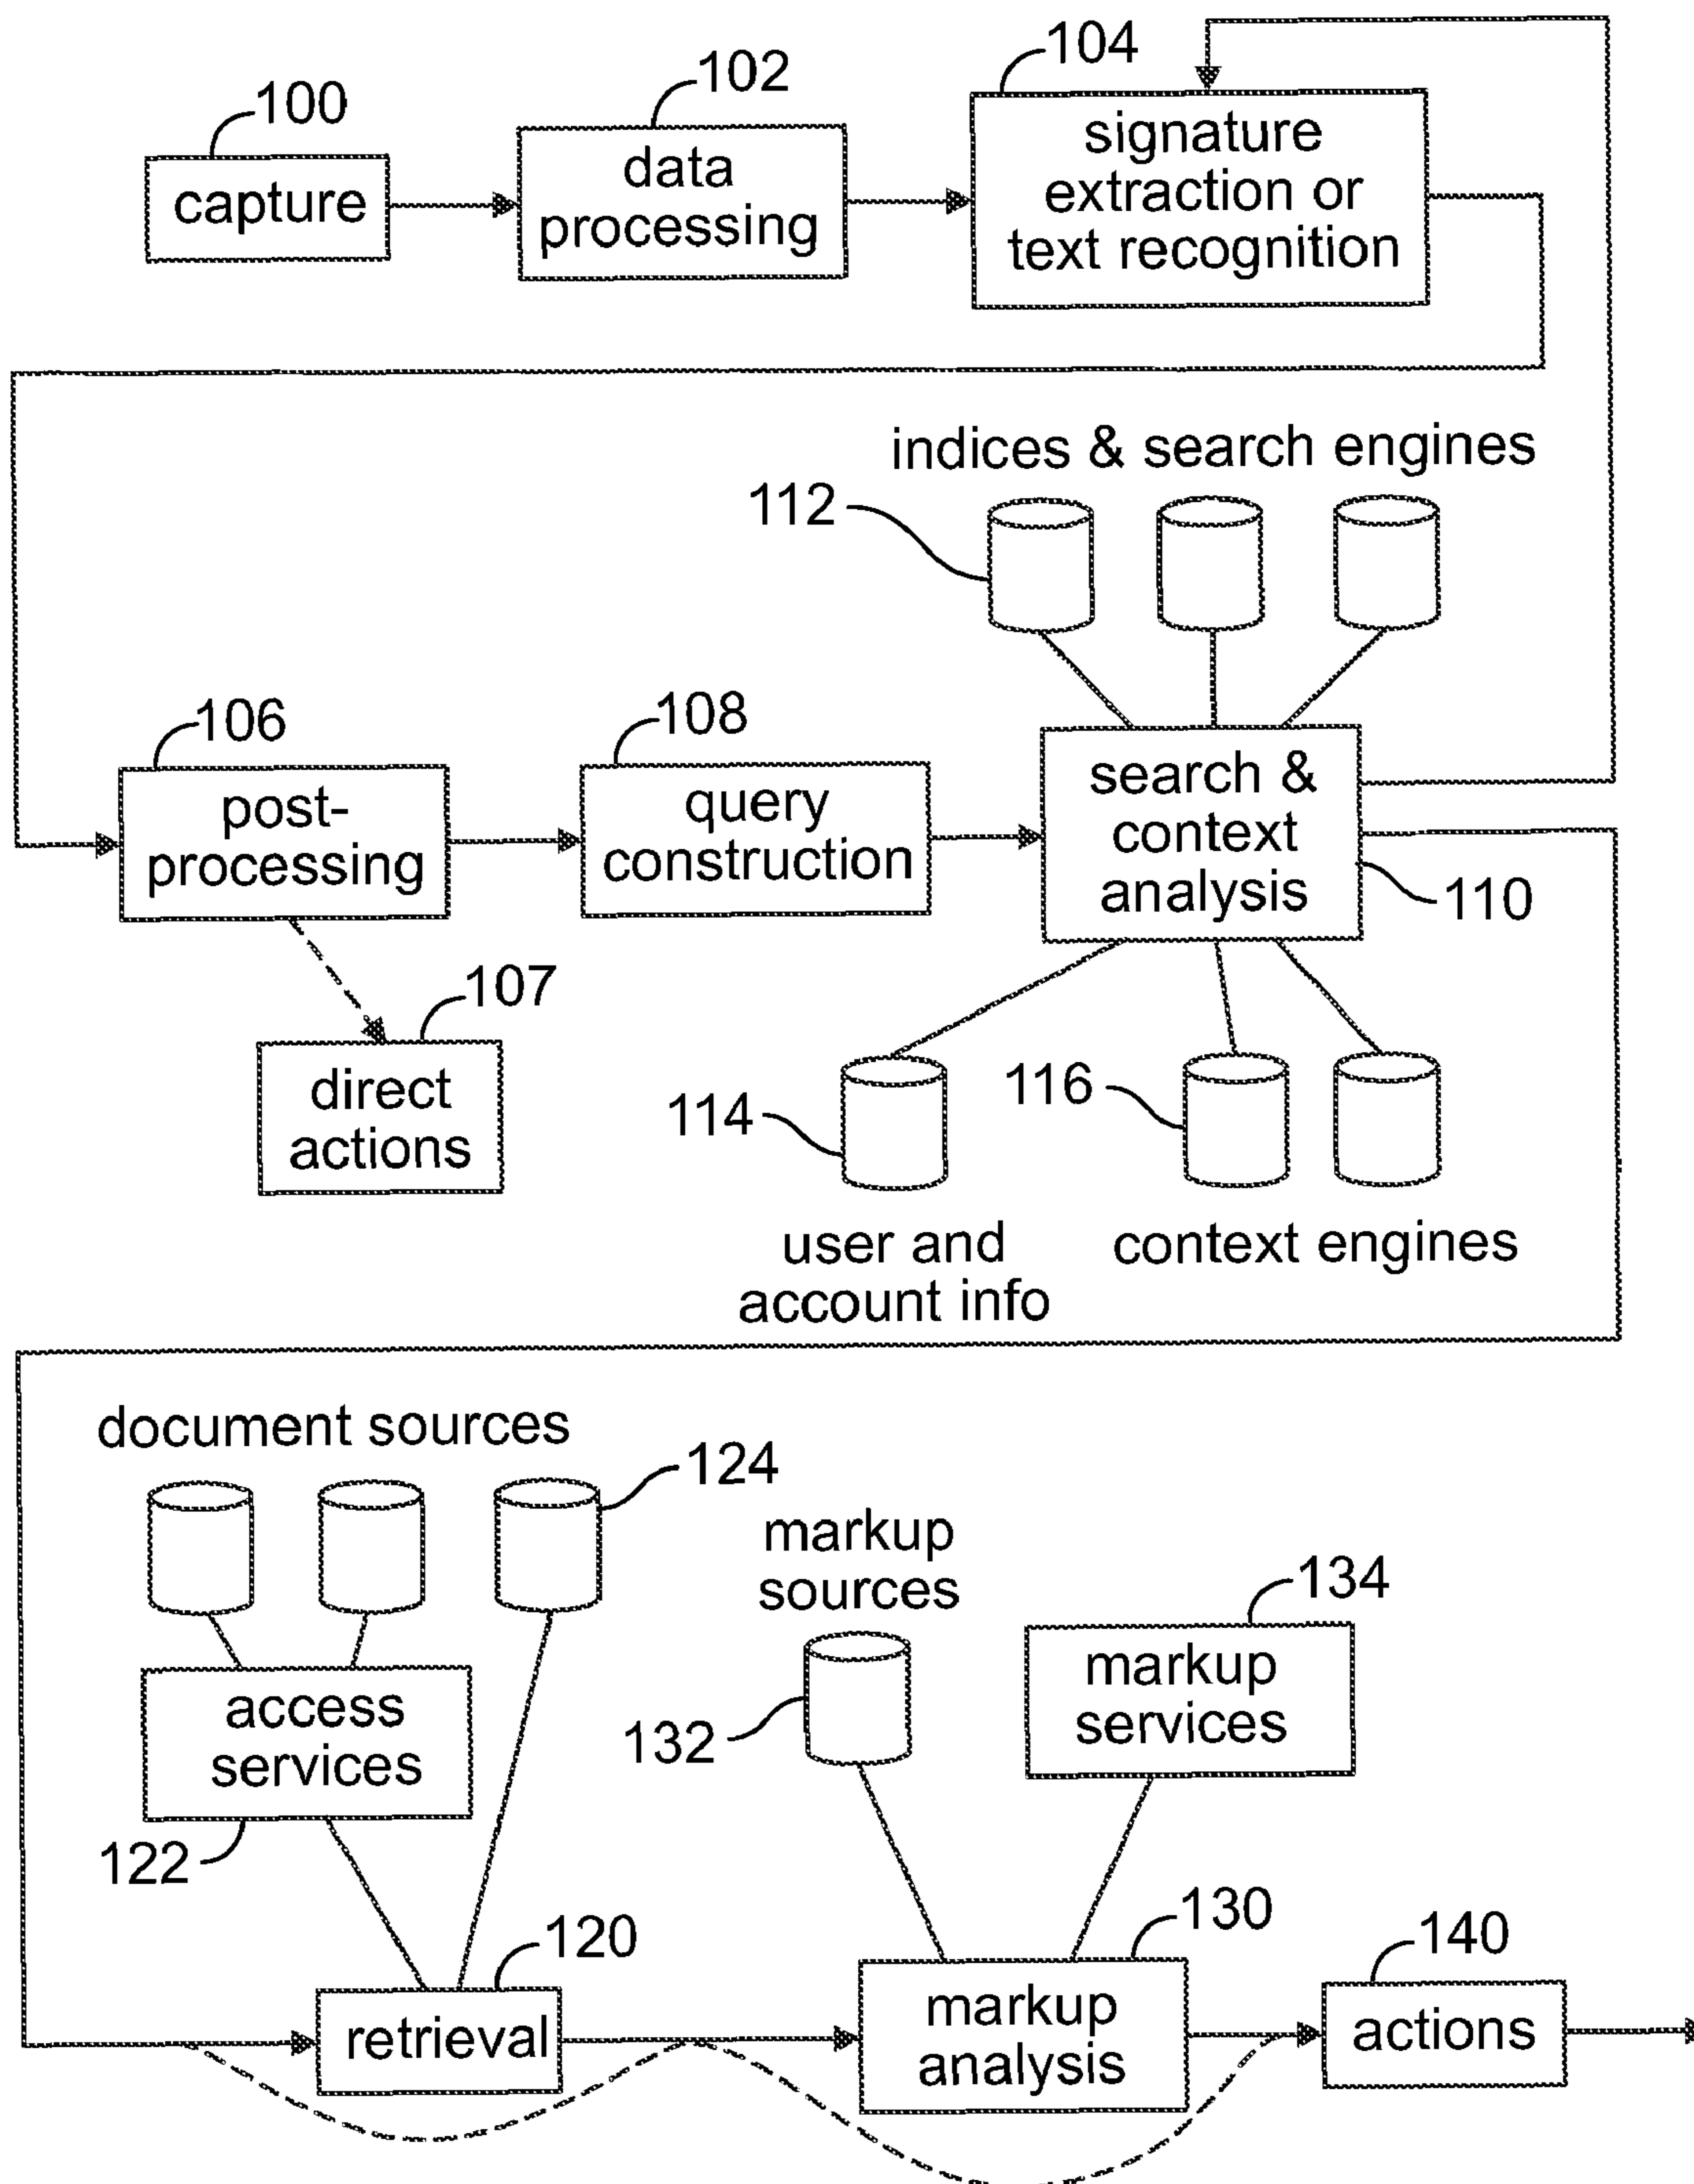 100
102
104
capture
data
processing
signature
extraction or
text recognition
indices & search engines
112
106
108
post-
processing
query
construction
search &
context
analysis
110
107
direct
actions
114
116
user and
account info
context engines
document sources
124
markup
sources
134
access
services
markup
services
132
122
120
130
140
retrieval
markup
analysis
actions